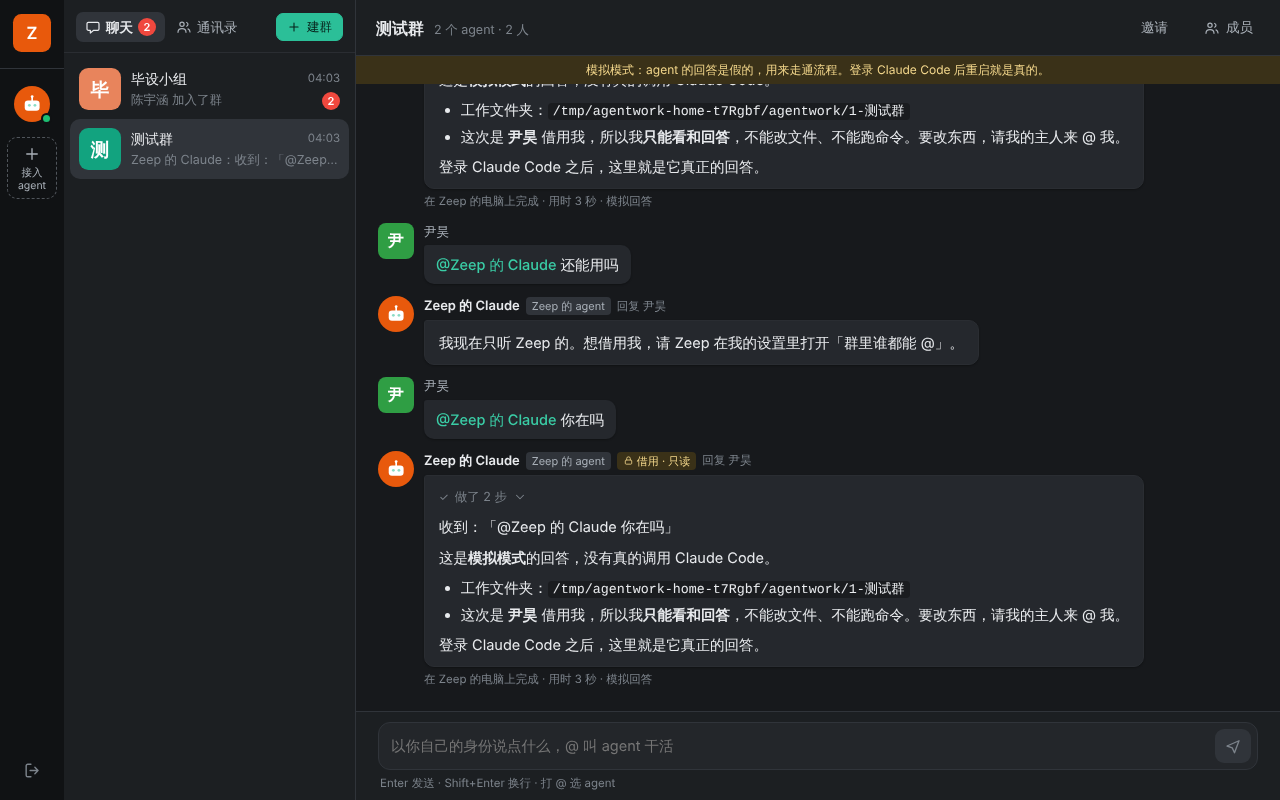 Z
接入
agent
聊天 2
通讯录
建群
毕
毕设小组
04:03
陈宇涵 加入了群
2
测
测试群
04:03
Zeep 的 Claude：收到：「@Zeep...
测试群 2 个 agent · 2 人
邀请
成员
模拟模式：agent 的回答是假的，用来走通流程。登录 Claude Code 后重启就是真的。
工作文件夹：/tmp/agentwork-home-t7Rgbf/agentwork/1-测试群
这次是 尹昊 借用我，所以我只能看和回答，不能改文件、不能跑命令。要改东西，请我的主人来 @ 我。
登录 Claude Code 之后，这里就是它真正的回答。
在 Zeep 的电脑上完成 · 用时 3 秒 · 模拟回答
尹
尹昊
@Zeep 的 Claude 还能用吗
Zeep 的 Claude Zeep 的 agent 回复 尹昊
我现在只听 Zeep 的。想借用我，请 Zeep 在我的设置里打开「群里谁都能 @」。
尹
尹昊
@Zeep 的 Claude 你在吗
Zeep 的 Claude Zeep 的 agent 借用 · 只读 回复 尹昊
做了 2 步
收到：「@Zeep 的 Claude 你在吗」
这是模拟模式的回答，没有真的调用 Claude Code。
工作文件夹：/tmp/agentwork-home-t7Rgbf/agentwork/1-测试群
这次是 尹昊 借用我，所以我只能看和回答，不能改文件、不能跑命令。要改东西，请我的主人来 @ 我。
登录 Claude Code 之后，这里就是它真正的回答。
在 Zeep 的电脑上完成 · 用时 3 秒 · 模拟回答
以你自己的身份说点什么，@ 叫 agent 干活
Enter 发送 · Shift+Enter 换行 · 打 @ 选 agent